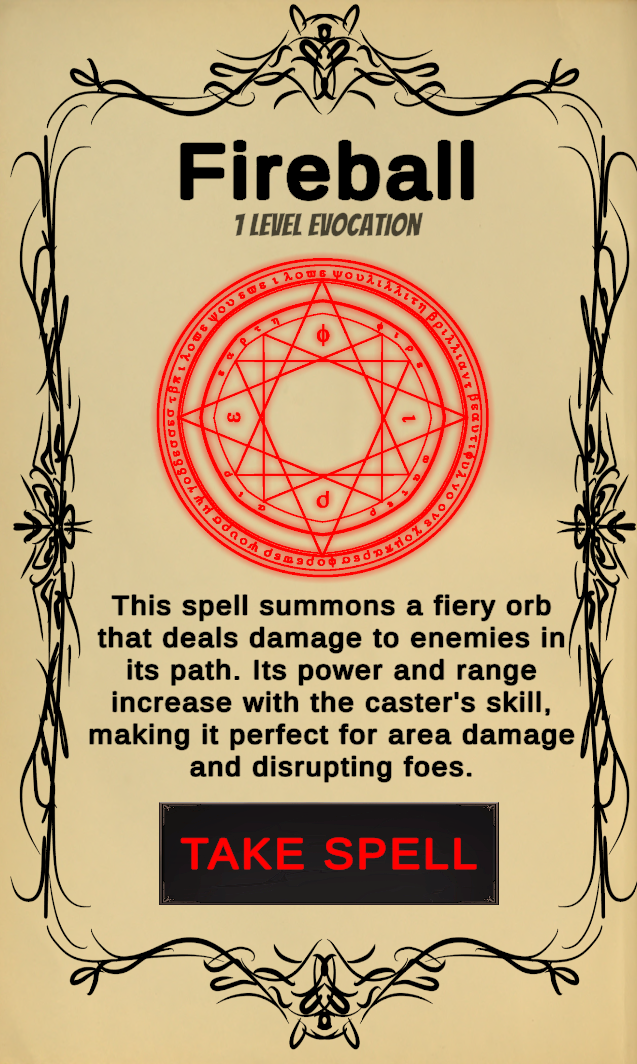 Fireball
1 LEVEL EVOCATION
φ
ε
ι
ρ
This spell summons a fiery orb
that deals damage to enemies in
its path. Its power and range
increase with the caster's skill,
making it perfect for area damage
and disrupting foes.
TAKE SPELL